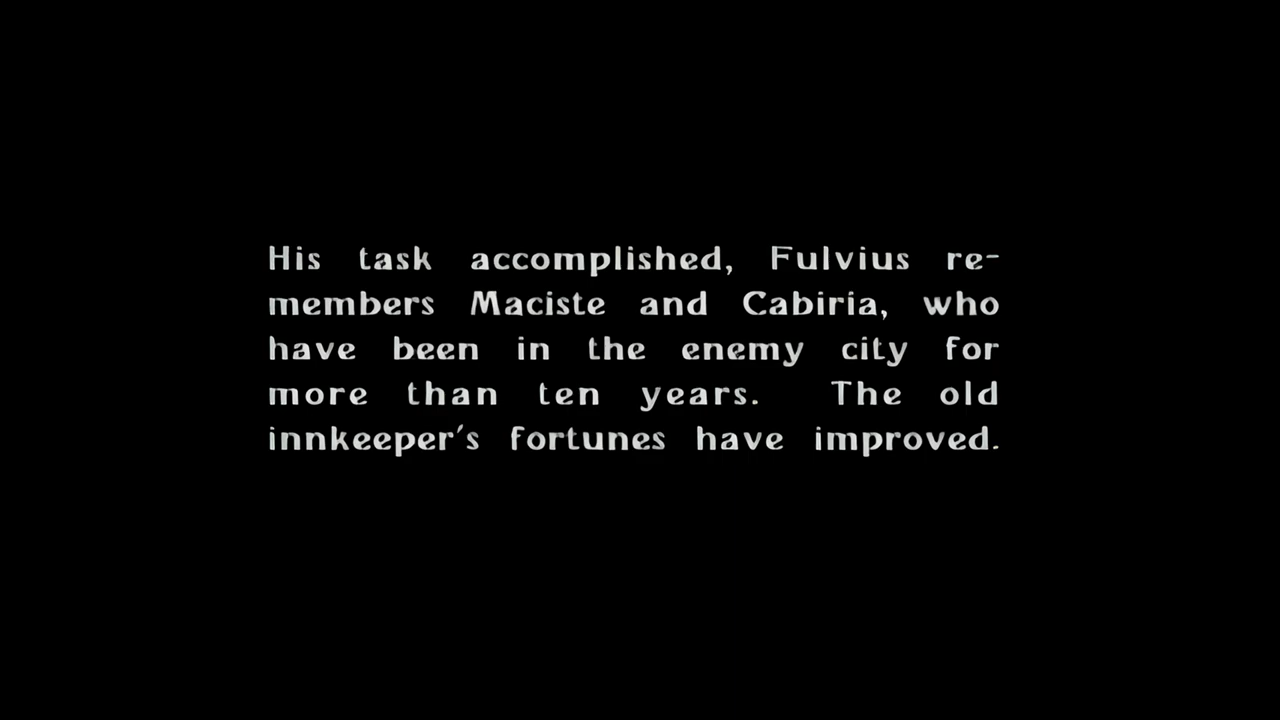 His task accomplished, Fulvius re-
members Maciste and Cabiria, who
have been in the enemy city for
more than ten years. The old
innkeeper's fortunes have improved.